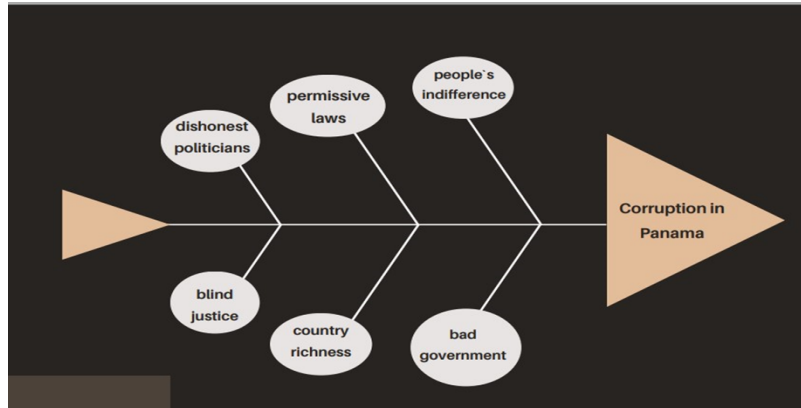 people`s
indifference
permissive
laws
dishonest
politicians
Corruption in
Panama
blind
justice
country
richness
bad
government